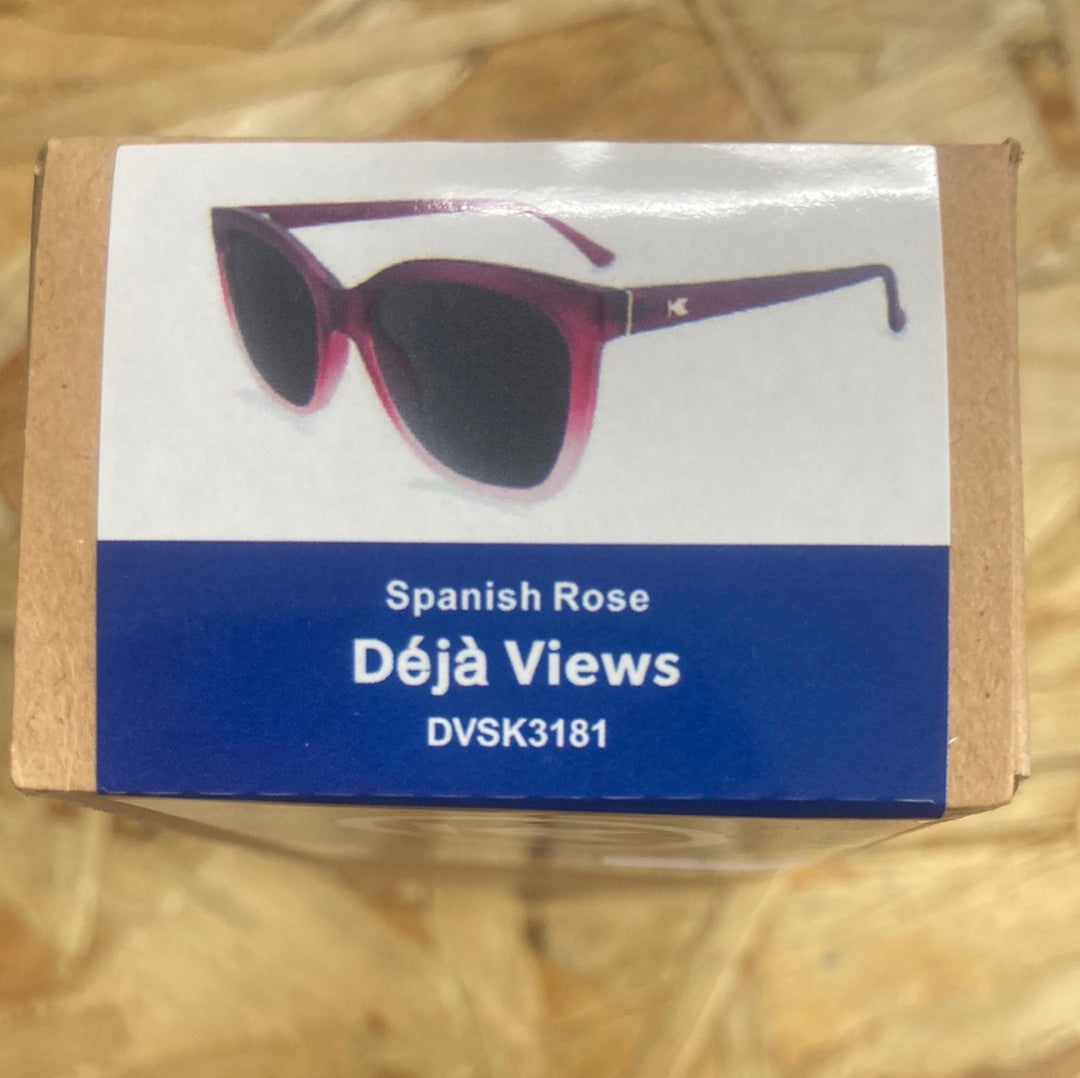 Spanish Rose
Déjà Views
DVSK3181